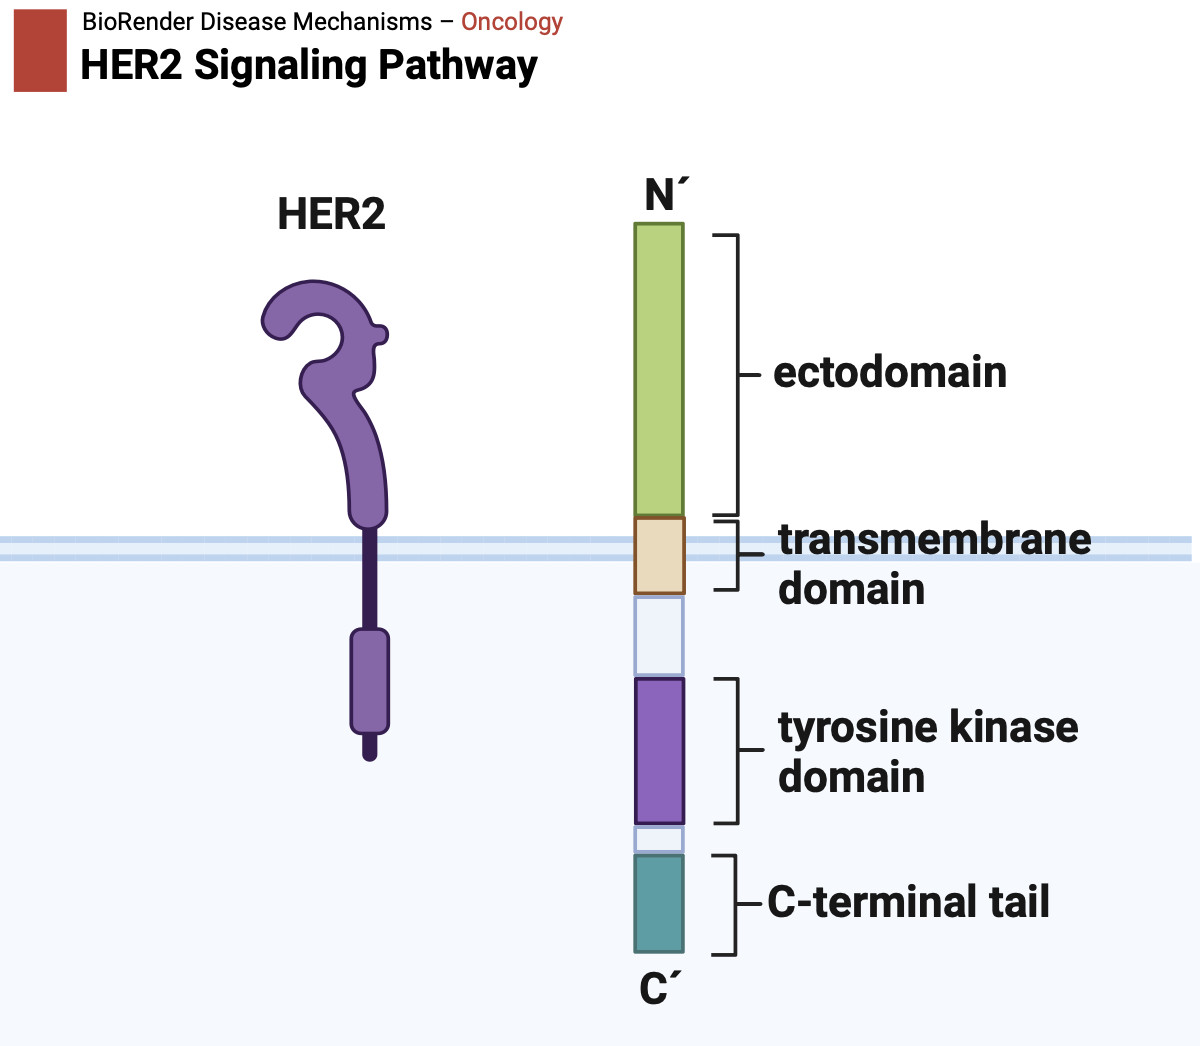 BioRender Disease Mechanisms – Oncology
HER2 Signaling Pathway
HER2
N´
ectodomain
transmembrane
domain
tyrosine kinase
domain
C-terminal tail
C´